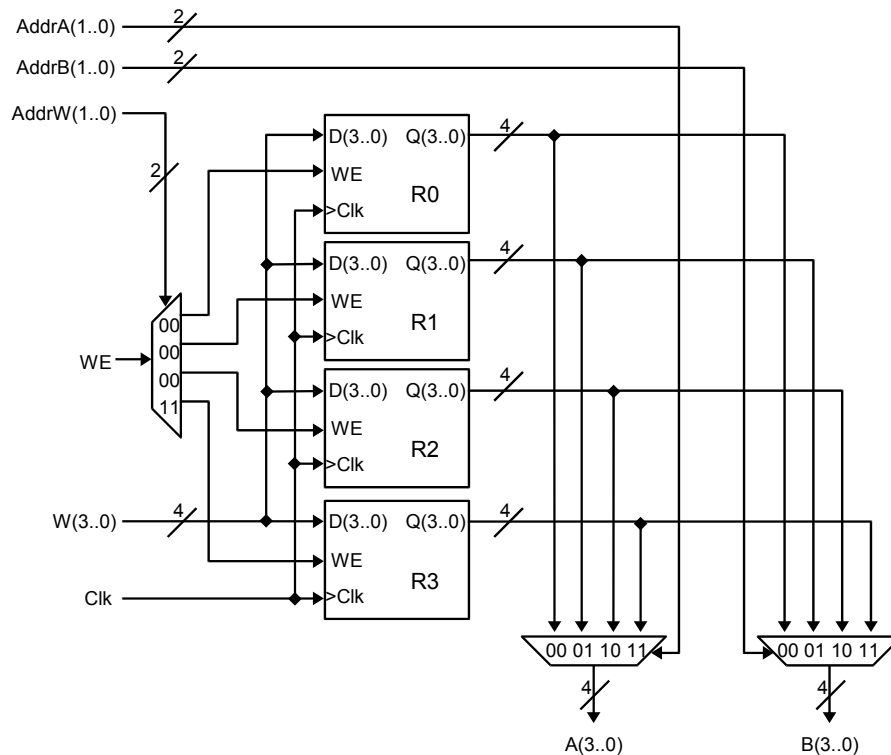 AddrA(1..0) 2
AddrB(1..0) 2
AddrW(1..0)
2
D(3..0) Q(3..0) 4
WE
R0
>Clk
D(3..0) Q(3..0) 4
WE
R1
>Clk
D(3..0) Q(3..0) 4
WE
R2
>Clk
D(3..0) Q(3..0) 4
WE
R3
>Clk
WE
00
00
00
11
W(3..0) 4
Clk
00 01 10 11
00 01 10 11
4
4
A(3..0)
B(3..0)